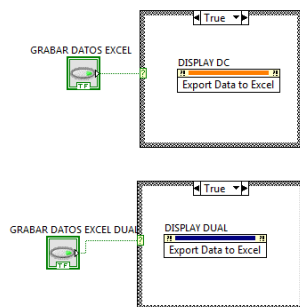 True
GRABAR DATOS EXCEL
TF
?
DISPLAY DC
Export Data to Excel
True
GRABAR DATOS EXCEL DUAL
TF
?
DISPLAY DUAL
Export Data to Excel